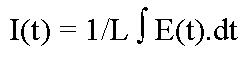 I(t) = 1/L ∫ E(t).dt